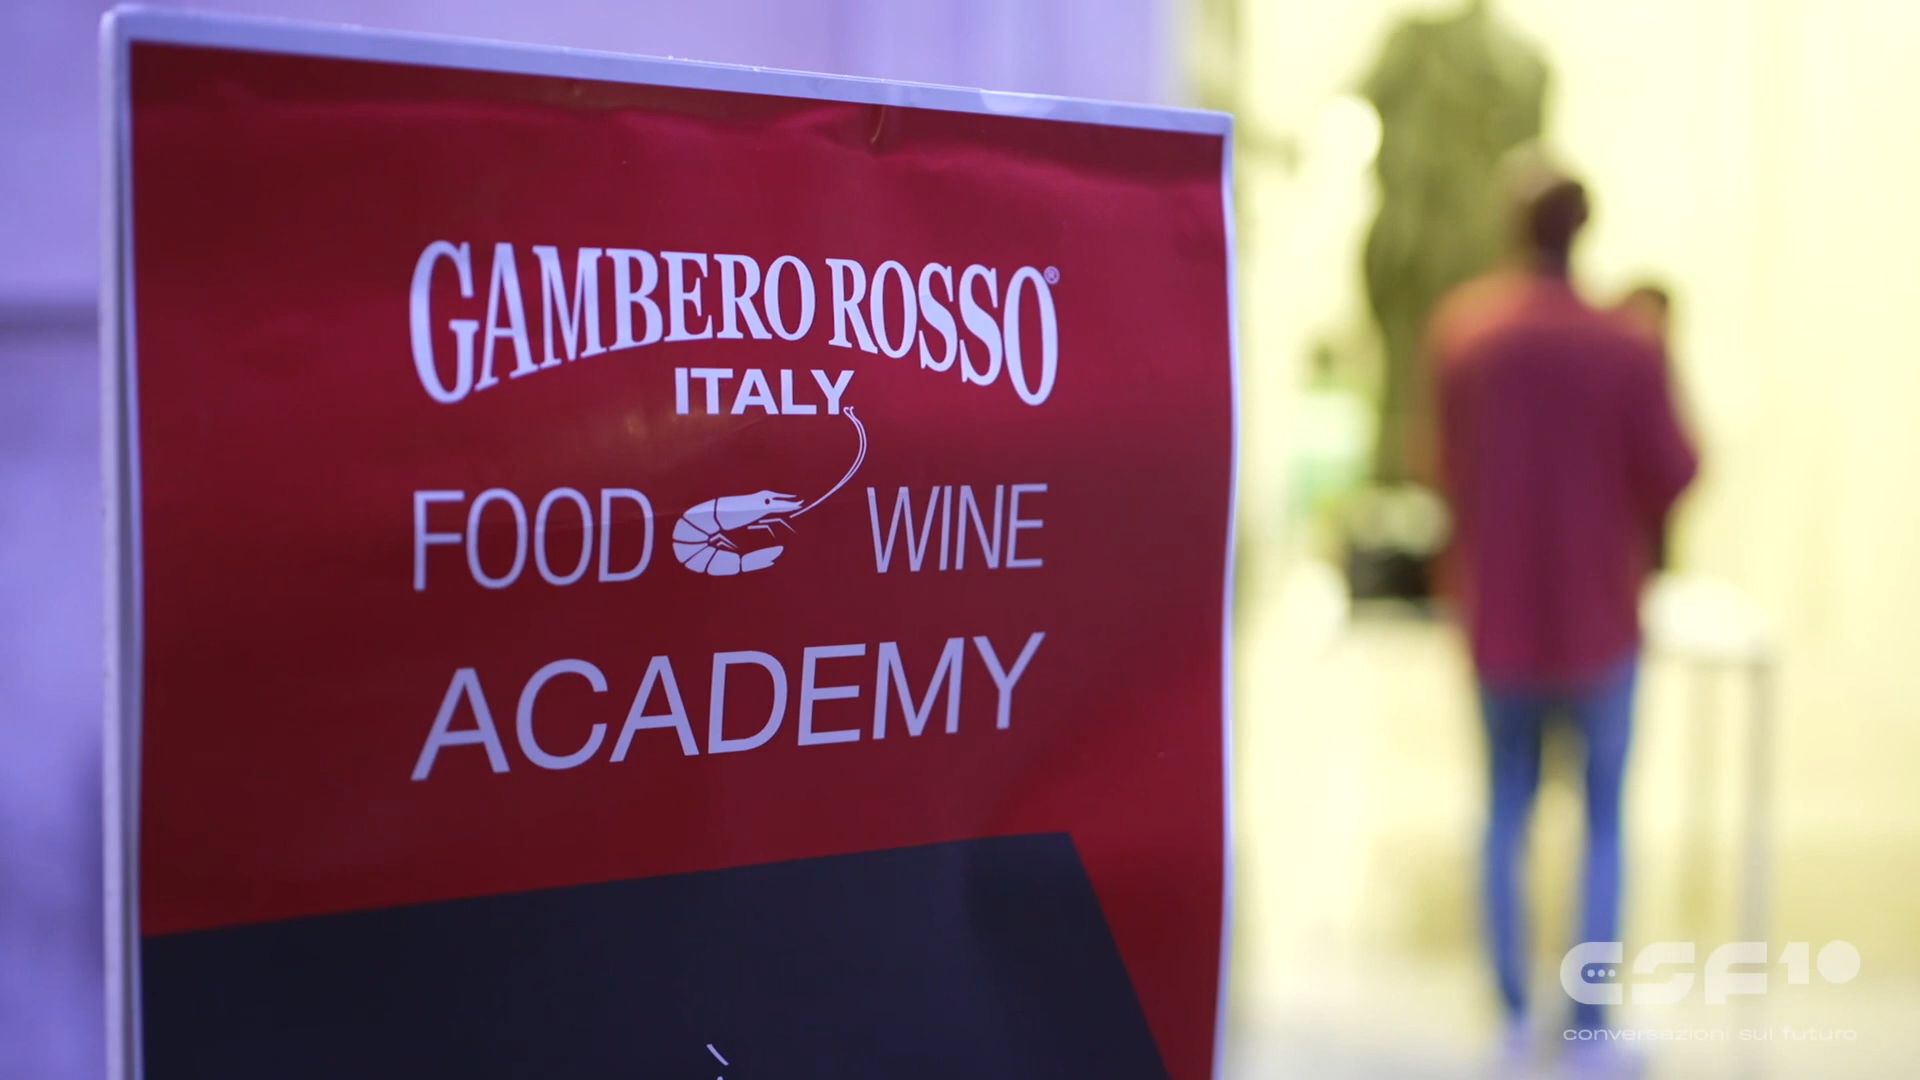 GAMBERO ROSSO®
ITALY
FOOD WINE
ACADEMY
CSF10
conversazioni sul futuro